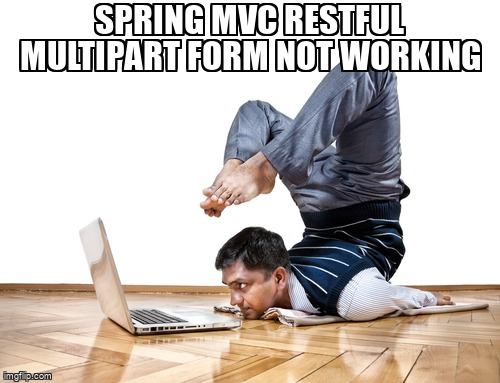 SPRING MVC RESTFUL
MULTIPART FORM NOT WORKING
imgflip.com